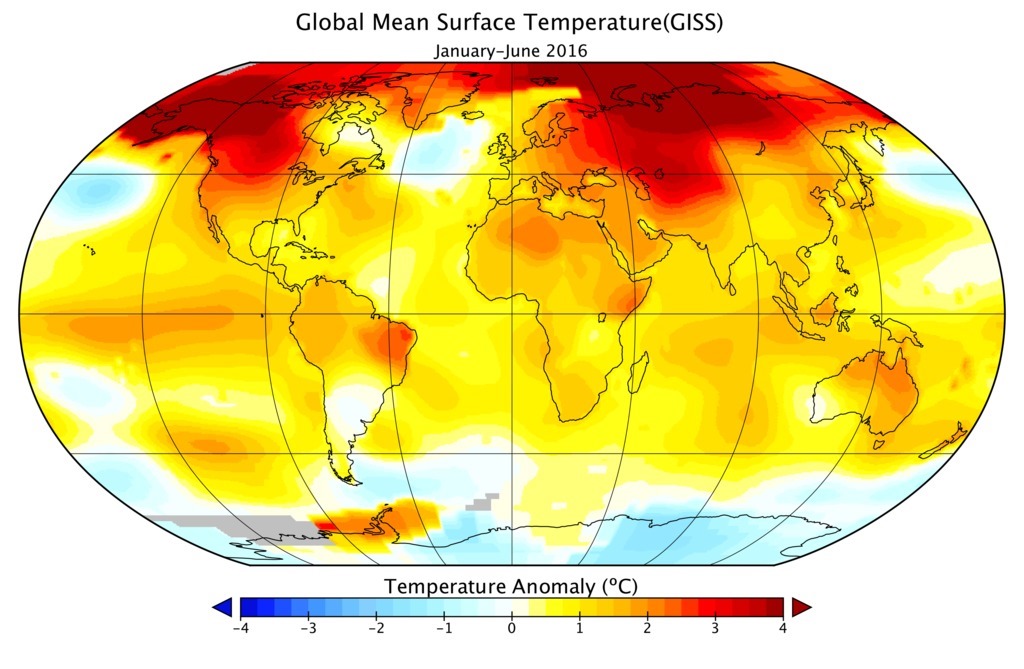 Global Mean Surface Temperature(GISS)
January–June 2016
Temperature Anomaly (ºC)
-4 -3 -2 -1 0 1 2 3 4